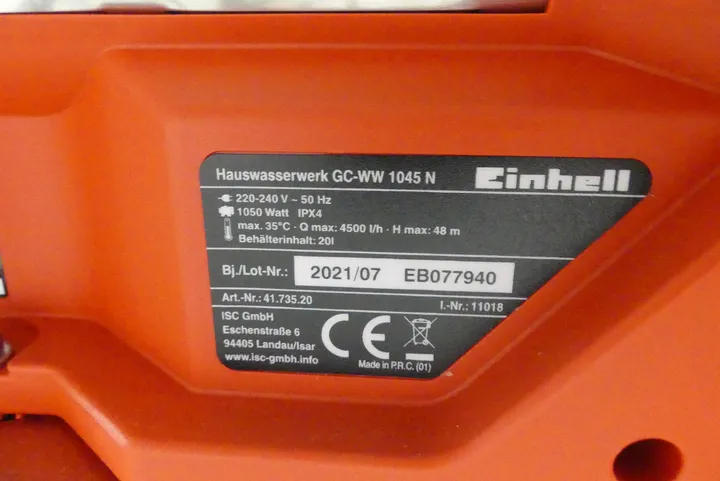 Hauswasserwerk GC-WW 1045 N
Einhell
220-240 V ~ 50 Hz
1050 Watt IPX4
max. 35°C · Q max: 4500 l/h · H max: 48 m
Behälterinhalt: 20l
Bj./Lot-Nr.: 2021/07 EB077940
Art.-Nr.: 41.735.20 I.-Nr.: 11018
ISC GmbH
Eschenstraße 6
94405 Landau/Isar
www.isc-gmbh.info
CE
Made in P.R.C. (01)